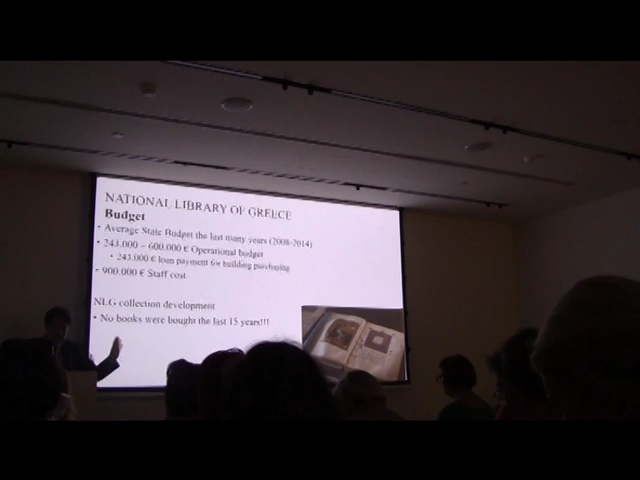 NATIONAL LIBRARY OF GREECE
Budget
• Average State Budget the last many years (2008-2014)
• 243.000 – 600.000 € Operational budget
• 243.000 € loan payment for building purchasing
• 900.000 € Staff cost
NLG collection development
• No books were bought the last 15 years!!!